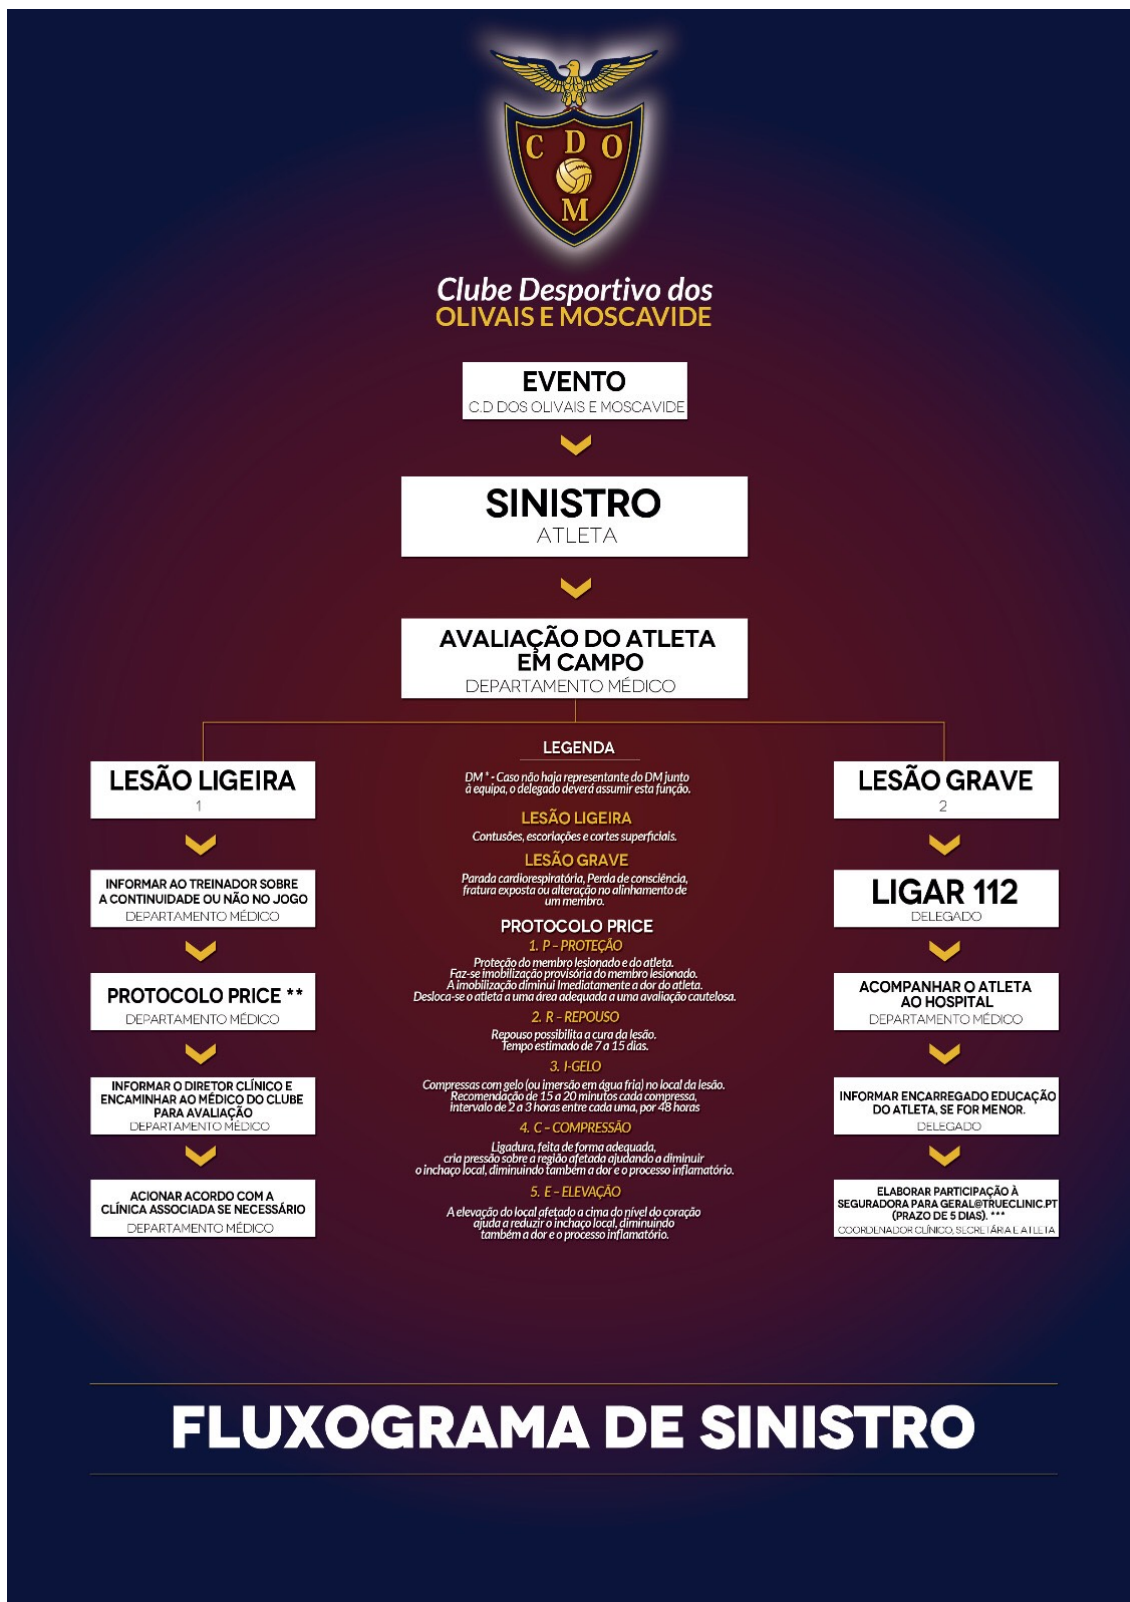 C D O
M
Clube Desportivo dos
OLIVAIS E MOSCAVIDE
EVENTO
C.D DOS OLIVAIS E MOSCAVIDE
SINISTRO
ATLETA
AVALIAÇÃO DO ATLETA
EM CAMPO
DEPARTAMENTO MÉDICO
LESÃO LIGEIRA
1
INFORMAR AO TREINADOR SOBRE
A CONTINUIDADE OU NÃO NO JOGO
DEPARTAMENTO MÉDICO
PROTOCOLO PRICE **
DEPARTAMENTO MÉDICO
INFORMAR O DIRETOR CLÍNICO E
ENCAMINHAR AO MÉDICO DO CLUBE
PARA AVALIAÇÃO
DEPARTAMENTO MÉDICO
ACIONAR ACORDO COM A
CLÍNICA ASSOCIADA SE NECESSÁRIO
DEPARTAMENTO MÉDICO
LEGENDA
DM * - Caso não haja representante do DM junto
à equipa, o delegado deverá assumir esta função.
LESÃO LIGEIRA
Contusões, escoriações e cortes superficiais.
LESÃO GRAVE
Parada cardiorespiratória, Perda de consciência,
fratura exposta ou alteração no alinhamento de
um membro.
PROTOCOLO PRICE
1. P – PROTEÇÃO
Proteção do membro lesionado e do atleta.
Faz-se imobilização provisória do membro lesionado.
A imobilização diminui Imediatamente a dor do atleta.
Desloca-se o atleta a uma área adequada a uma avaliação cautelosa.
2. R – REPOUSO
Repouso possibilita a cura da lesão.
Tempo estimado de 7 a 15 dias.
3. I-GELO
Compressas com gelo (ou imersão em água fria) no local da lesão.
Recomendação de 15 a 20 minutos cada compressa,
intervalo de 2 a 3 horas entre cada uma, por 48 horas
4. C – COMPRESSÃO
Ligadura, feita de forma adequada,
cria pressão sobre a região afetada ajudando a diminuir
o inchaço local, diminuindo também a dor e o processo inflamatório.
5. E – ELEVAÇÃO
A elevação do local afetado a cima do nível do coração
ajuda a reduzir o inchaço local, diminuindo
também a dor e o processo inflamatório.
LESÃO GRAVE
2
LIGAR 112
DELEGADO
ACOMPANHAR O ATLETA
AO HOSPITAL
DEPARTAMENTO MÉDICO
INFORMAR ENCARREGADO EDUCAÇÃO
DO ATLETA, SE FOR MENOR.
DELEGADO
ELABORAR PARTICIPAÇÃO À
SEGURADORA PARA GERAL@TRUECLINIC.PT
(PRAZO DE 5 DIAS). ***
COORDENADOR CLÍNICO, SECRETÁRIA E ATLETA
FLUXOGRAMA DE SINISTRO